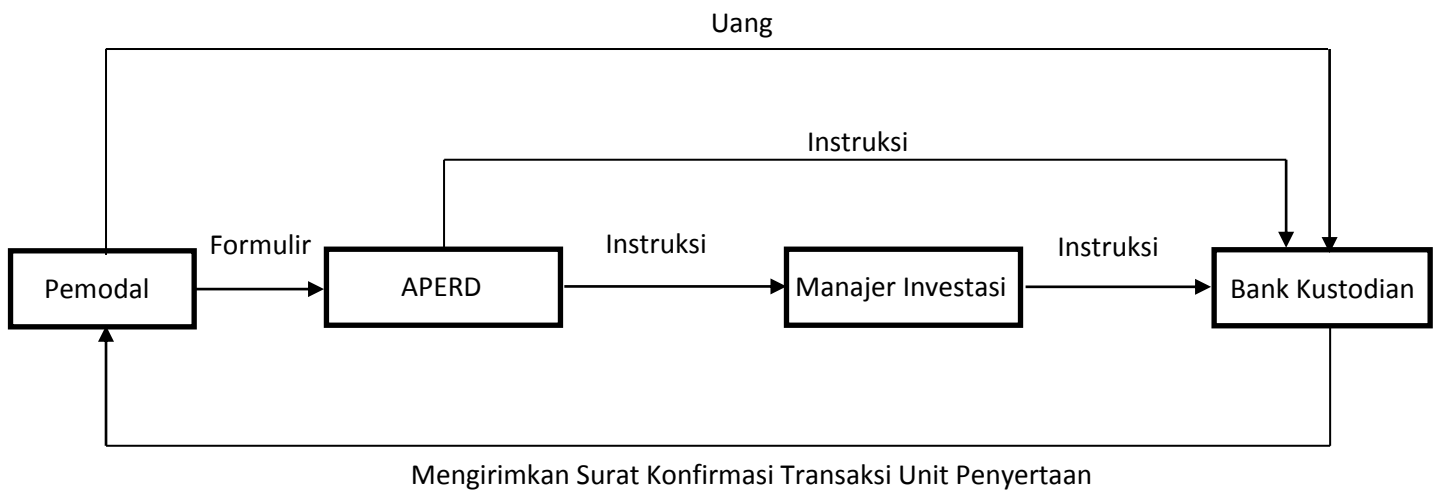 Uang
Instruksi
Formulir
Instruksi
Instruksi
Pemodal
APERD
Manajer Investasi
Bank Kustodian
Mengirimkan Surat Konfirmasi Transaksi Unit Penyertaan